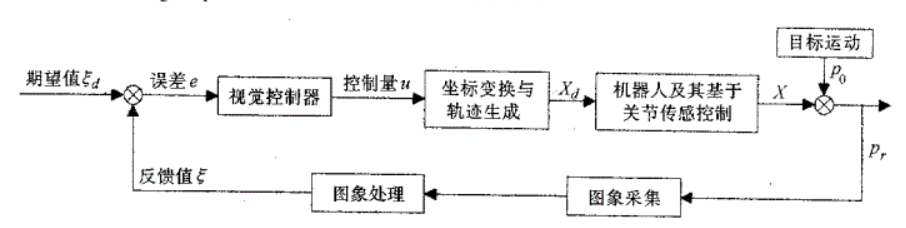 目标运动
期望值ξd
误差e
视觉控制器
控制量u
坐标变换与
轨迹生成
Xd
机器人及其基于
关节传感控制
X
p0
pr
反馈值ξ
图象处理
图象采集